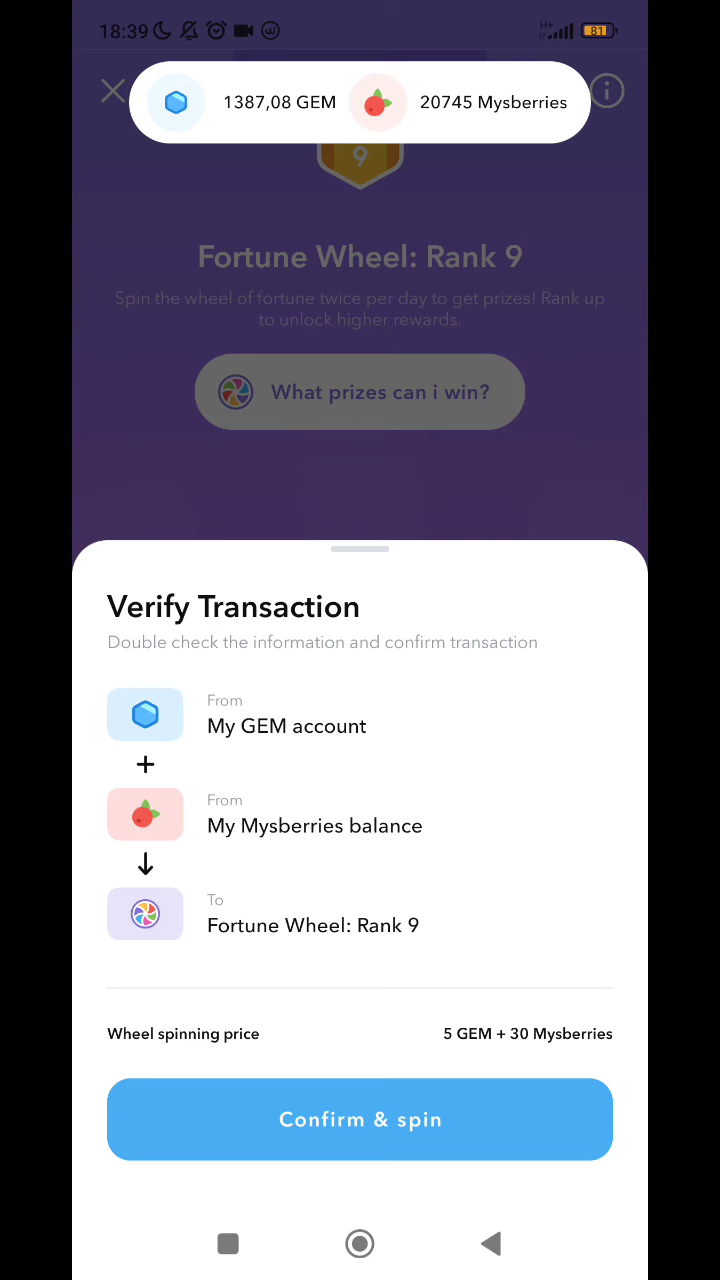 18:39
H+
81
1387,08 GEM
20745 Mysberries
9
Fortune Wheel: Rank 9
Spin the wheel of fortune twice per day to get prizes! Rank up
to unlock higher rewards.
What prizes can i win?
Verify Transaction
Double check the information and confirm transaction
From
My GEM account
+
From
My Mysberries balance
To
Fortune Wheel: Rank 9
Wheel spinning price
5 GEM + 30 Mysberries
Confirm & spin